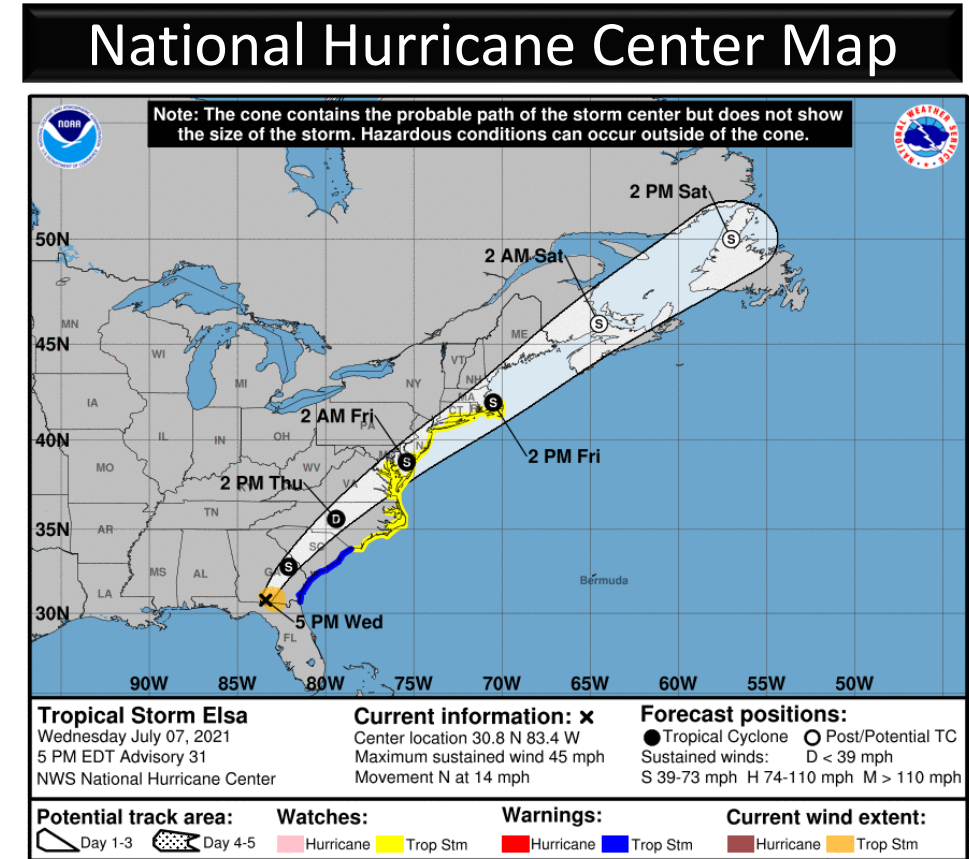 National Hurricane Center Map
NOAA
NATIONAL WEATHER SERVICE
Note: The cone contains the probable path of the storm center but does not show
the size of the storm. Hazardous conditions can occur outside of the cone.
2 PM Sat
50N
2 AM Sat
MN
ME
45N
WI
VT
MI
NY
NH
MA
IA
CT
2 AM Fri
PA
40N
IL
IN
OH
2 PM Fri
MO
WV
2 PM Thu
VA
TN
AR
35N
SC
MS
AL
GA
Bermuda
LA
30N
5 PM Wed
FL
90W 85W 80W 75W 70W 65W 60W 55W 50W
S
S
S
S
D
S
Tropical Storm Elsa
Wednesday July 07, 2021
5 PM EDT Advisory 31
NWS National Hurricane Center
Current information: ×
Center location 30.8 N 83.4 W
Maximum sustained wind 45 mph
Movement N at 14 mph
Forecast positions:
Tropical Cyclone Post/Potential TC
Sustained winds: D < 39 mph
S 39-73 mph H 74-110 mph M > 110 mph
Potential track area:
Day 1-3 Day 4-5
Watches:
Hurricane Trop Stm
Warnings:
Hurricane Trop Stm
Current wind extent:
Hurricane Trop Stm